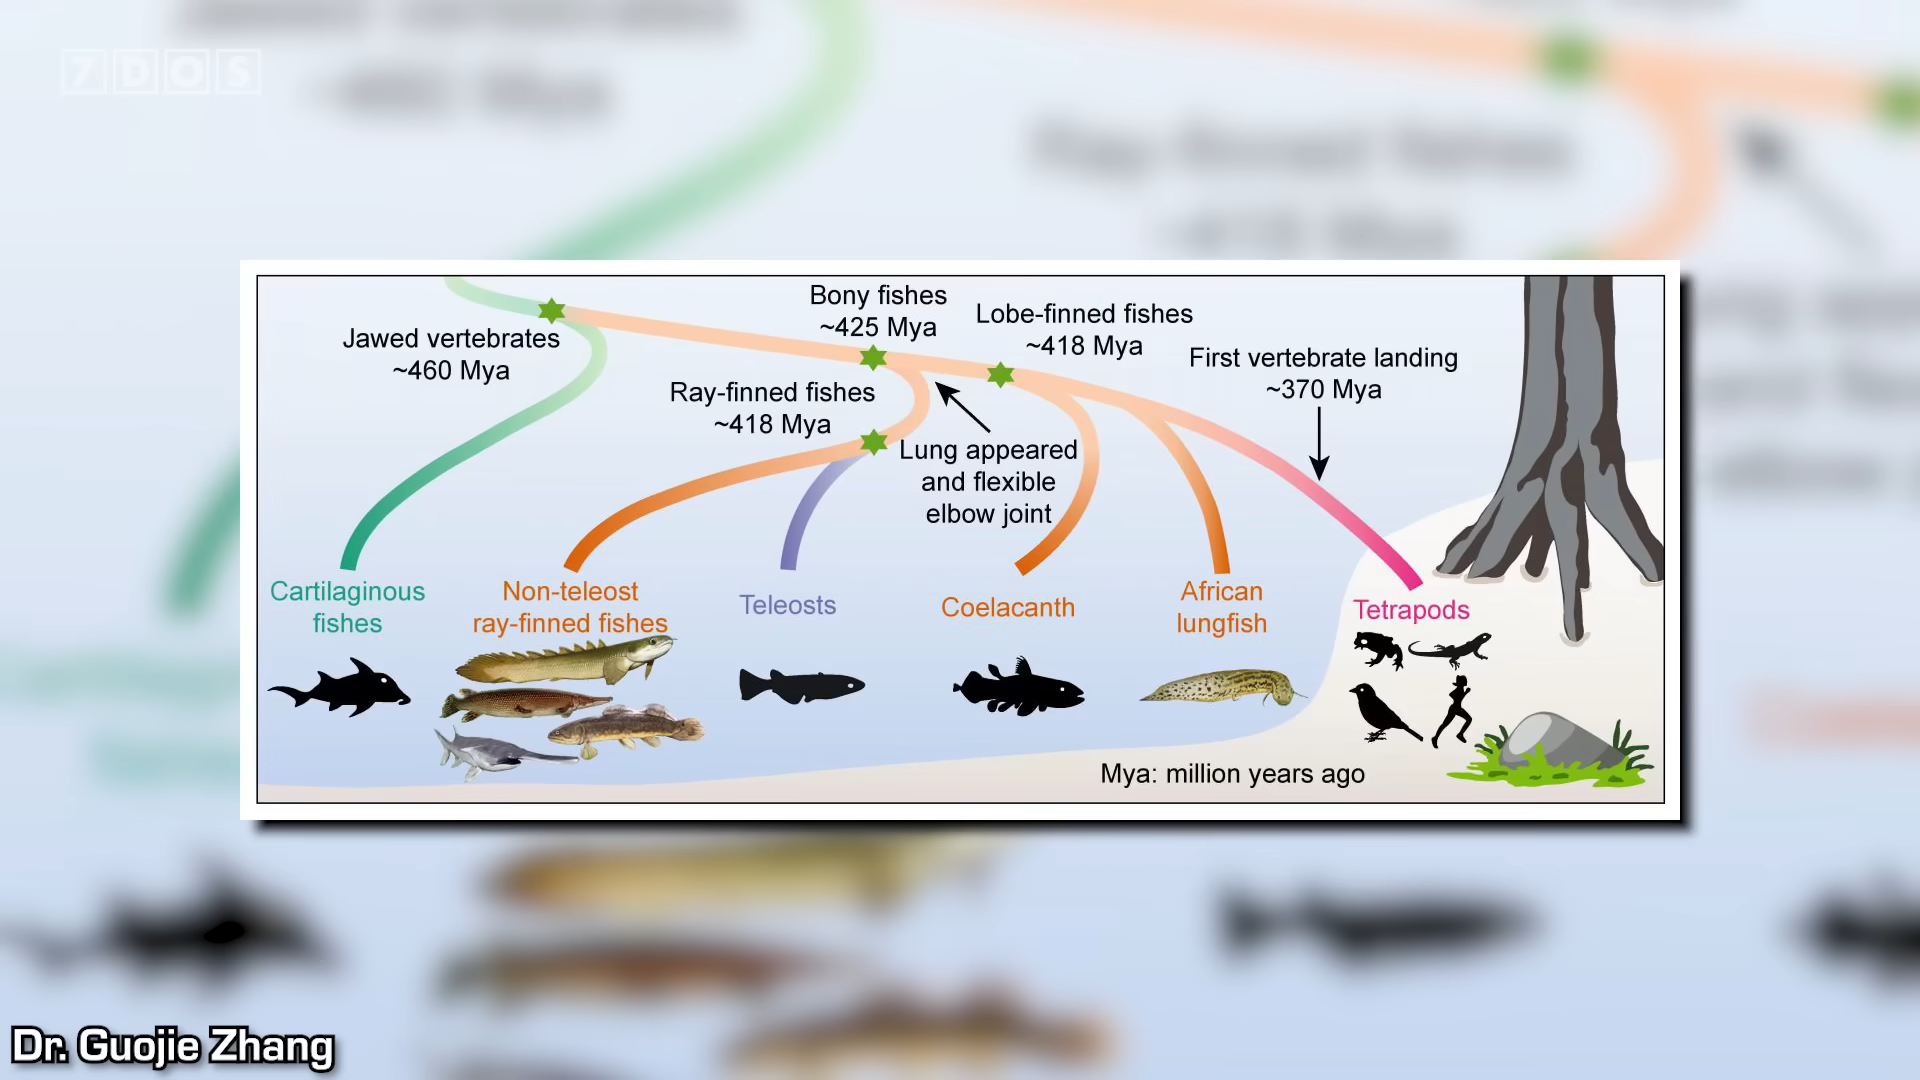 7DOS
Bony fishes
~425 Mya
Lobe-finned fishes
~418 Mya
Jawed vertebrates
~460 Mya
First vertebrate landing
~370 Mya
Ray-finned fishes
~418 Mya
Lung appeared
and flexible
elbow joint
Cartilaginous
fishes
Non-teleost
ray-finned fishes
Teleosts
Coelacanth
African
lungfish
Tetrapods
Mya: million years ago
Dr. Guojie Zhang